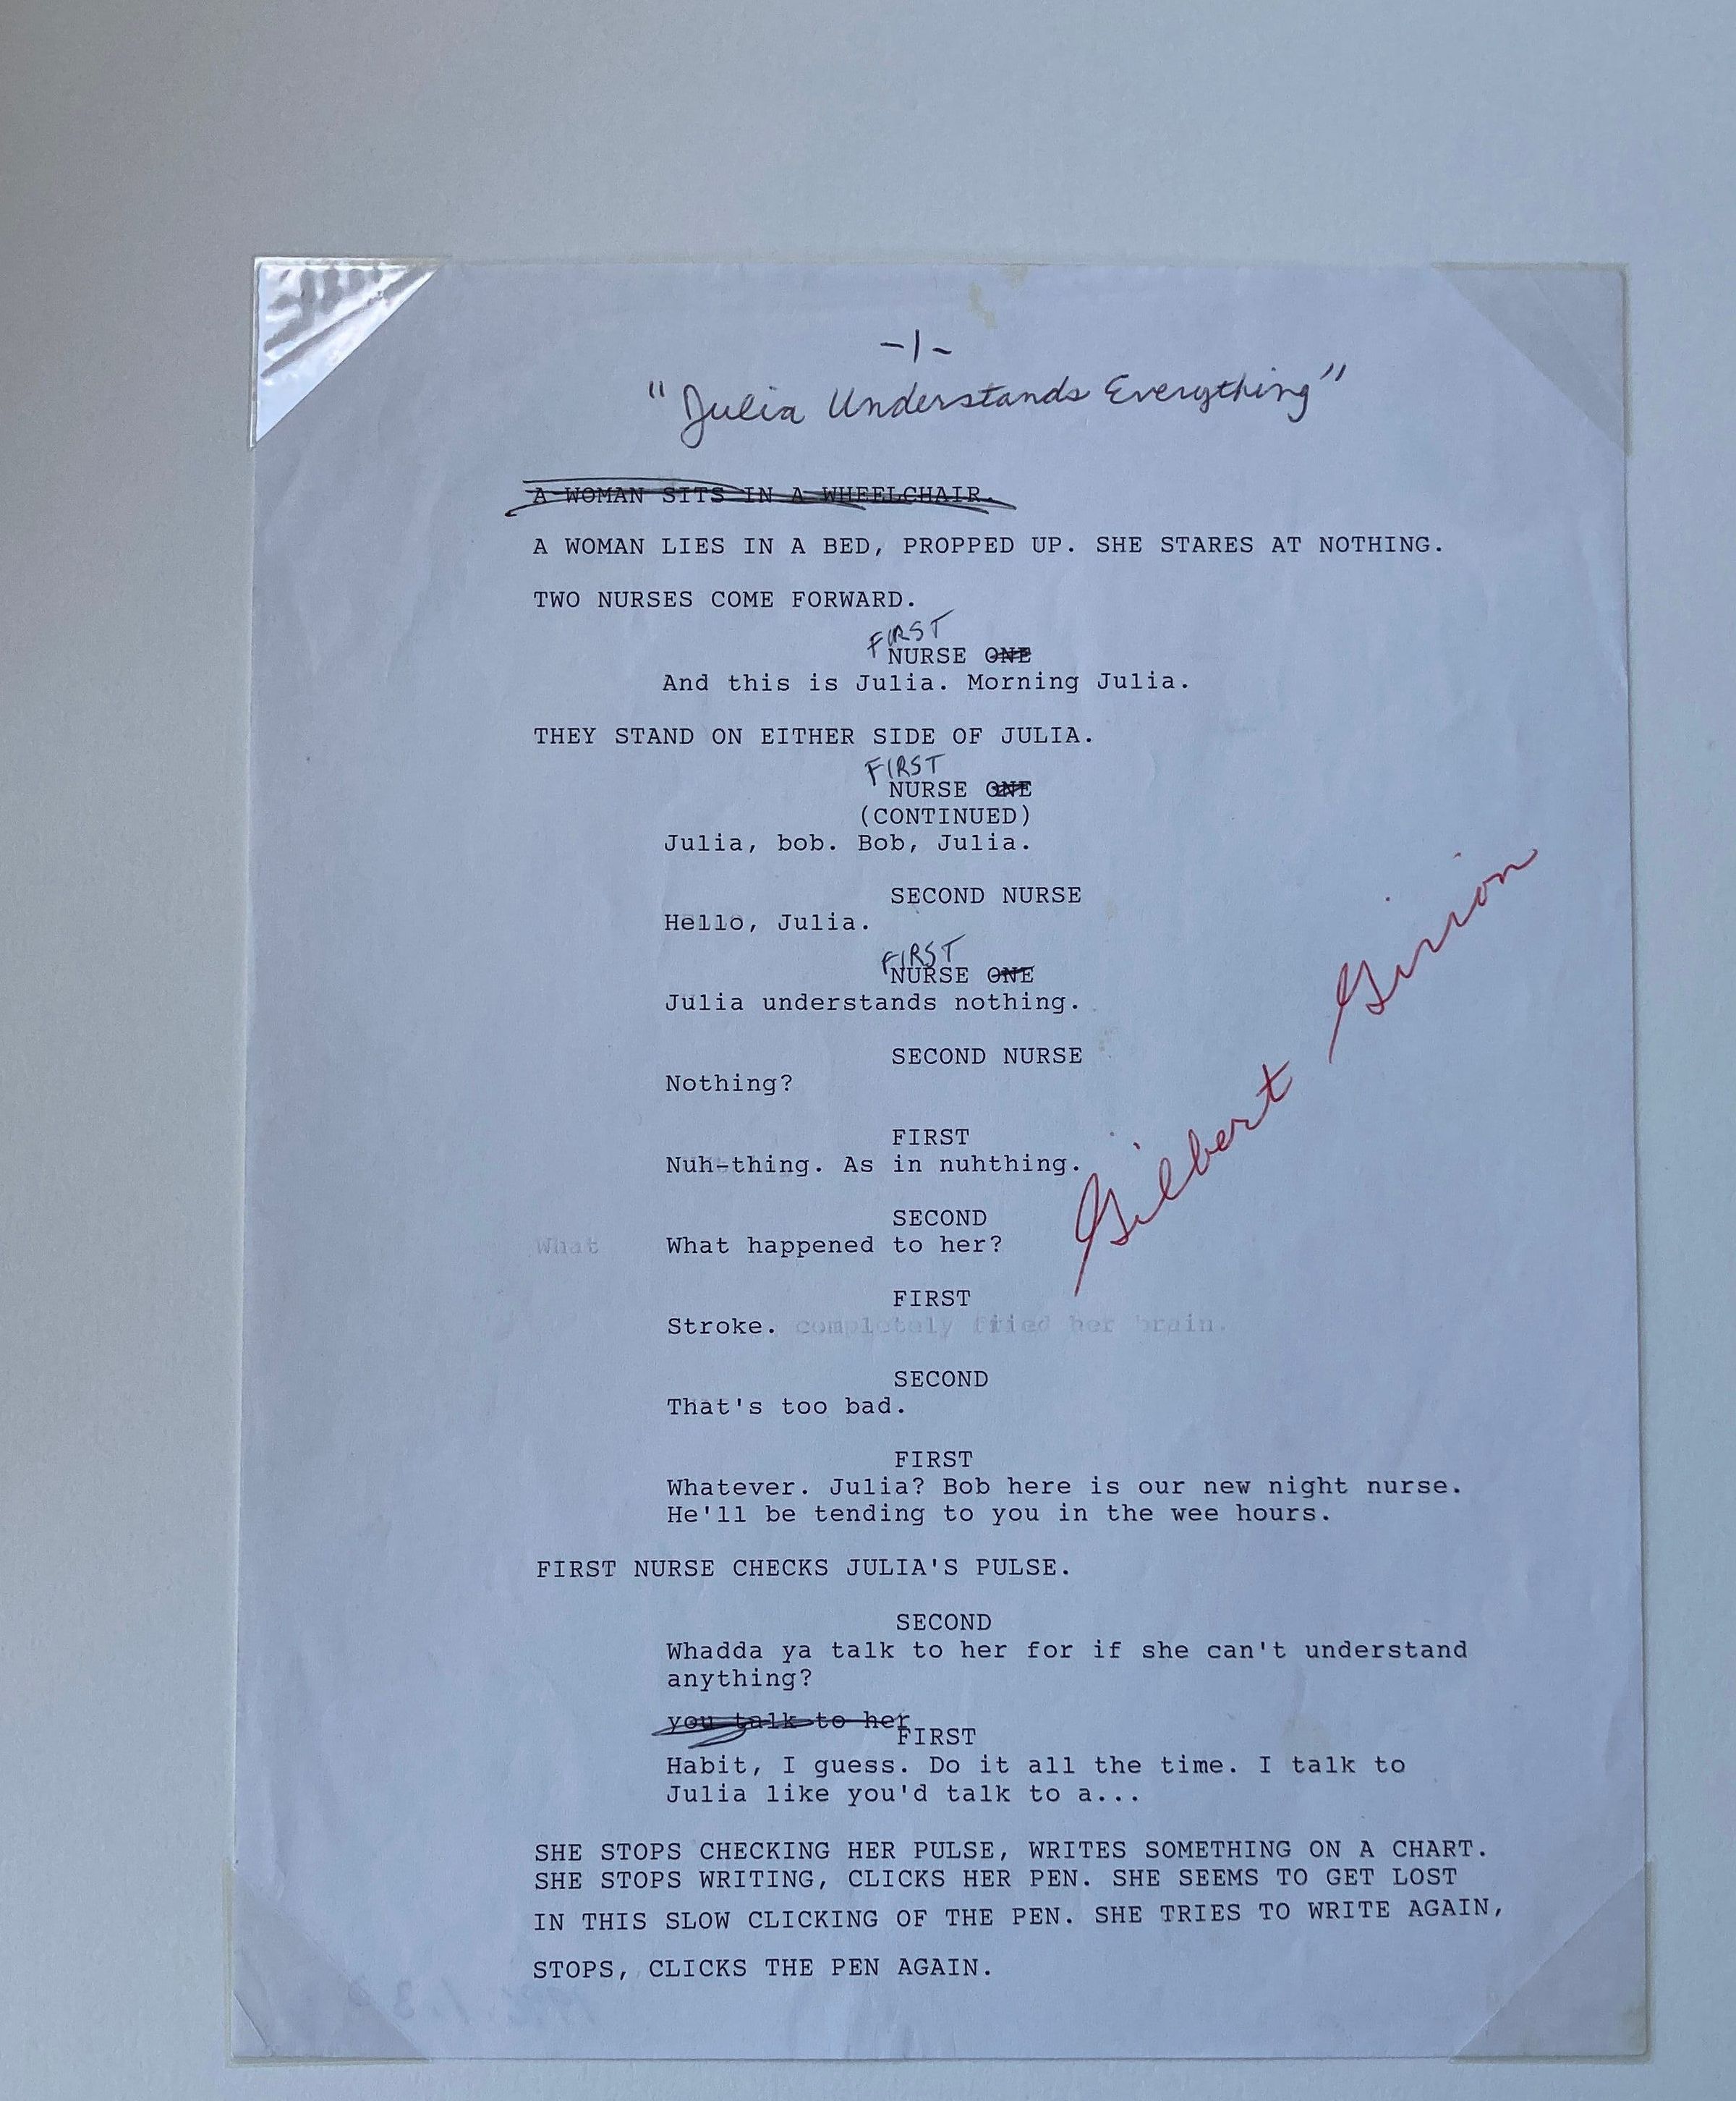 -1-
"Julia Understands Everything"
A WOMAN SITS IN A WHEELCHAIR.
A WOMAN LIES IN A BED, PROPPED UP. SHE STARES AT NOTHING.
TWO NURSES COME FORWARD.
FIRST
NURSE ONE
And this is Julia. Morning Julia.
THEY STAND ON EITHER SIDE OF JULIA.
FIRST
NURSE ONE
(CONTINUED)
Julia, bob. Bob, Julia.
SECOND NURSE
Hello, Julia.
FIRST
NURSE ONE
Julia understands nothing.
SECOND NURSE
Nothing?
FIRST
Nuh-thing. As in nuhthing.
SECOND
What What happened to her?
FIRST
Stroke. completely fried her brain.
SECOND
That's too bad.
FIRST
Whatever. Julia? Bob here is our new night nurse.
He'll be tending to you in the wee hours.
FIRST NURSE CHECKS JULIA'S PULSE.
SECOND
Whadda ya talk to her for if she can't understand
anything?
you talk to her
FIRST
Habit, I guess. Do it all the time. I talk to
Julia like you'd talk to a...
SHE STOPS CHECKING HER PULSE, WRITES SOMETHING ON A CHART.
SHE STOPS WRITING, CLICKS HER PEN. SHE SEEMS TO GET LOST
IN THIS SLOW CLICKING OF THE PEN. SHE TRIES TO WRITE AGAIN,
STOPS, CLICKS THE PEN AGAIN.
Gilbert Girion